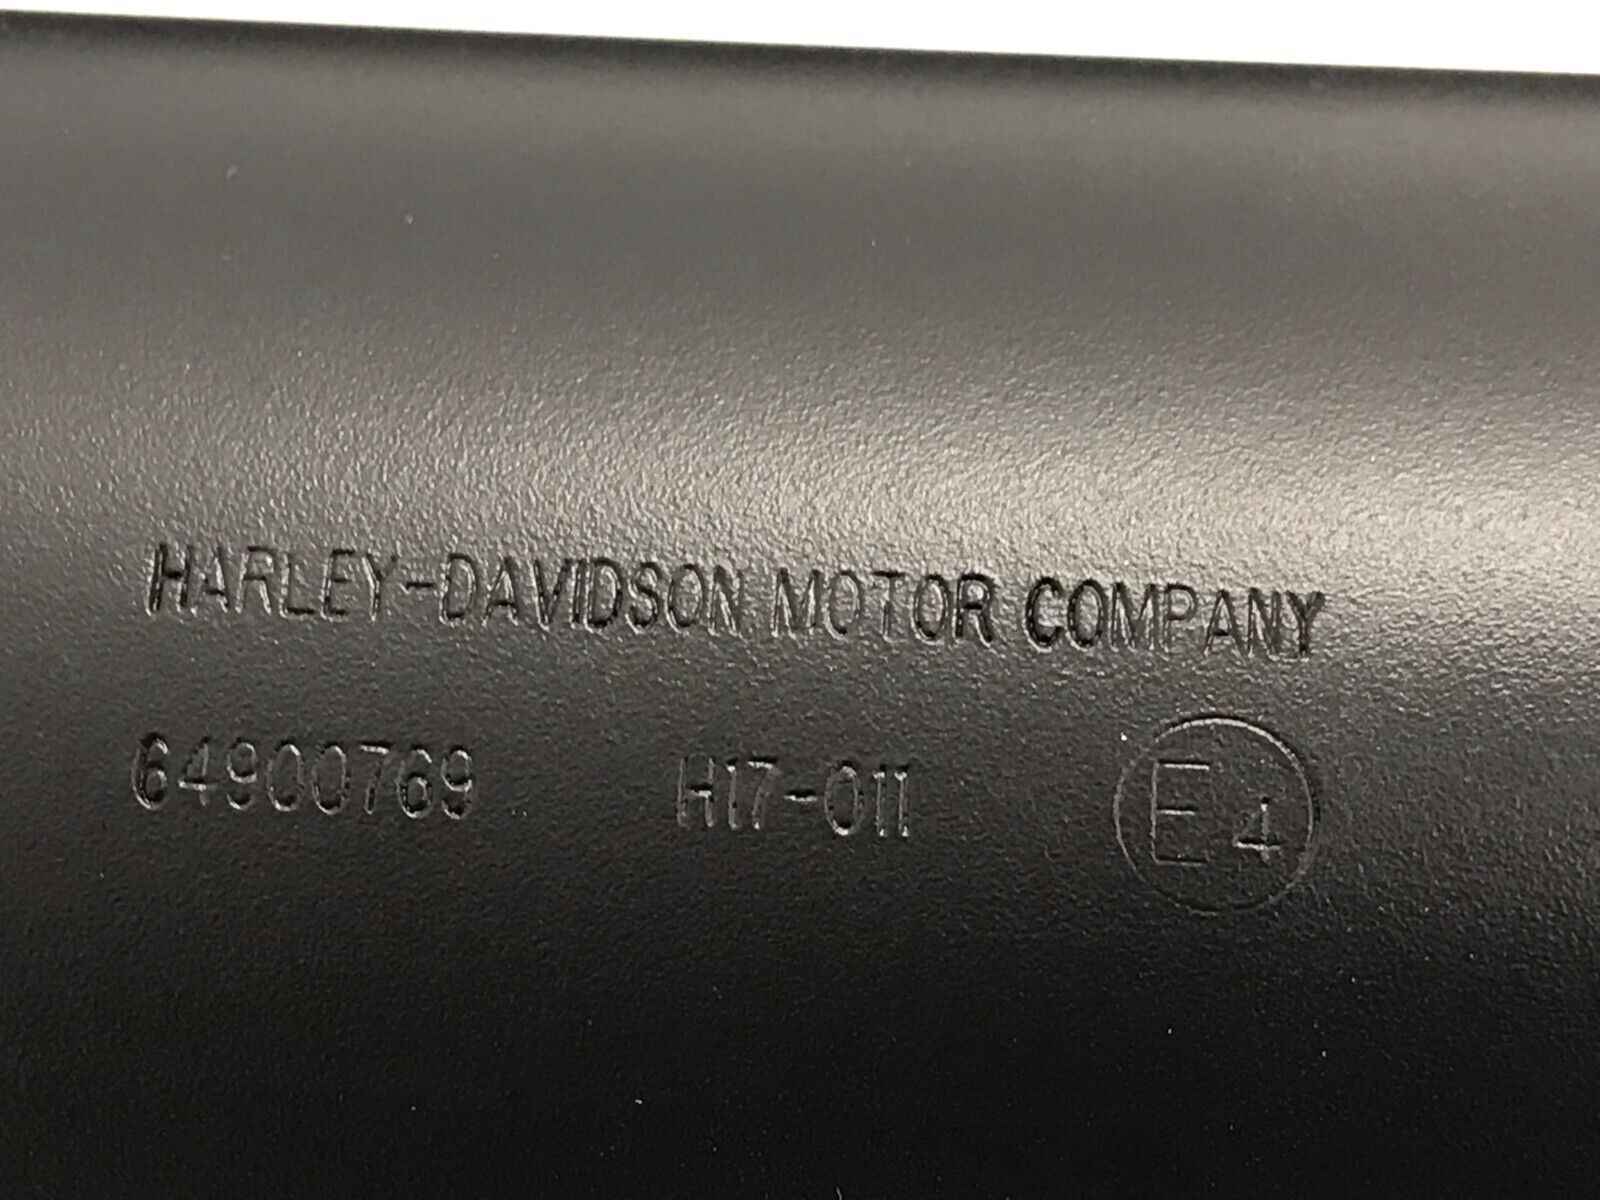 HARLEY-DAVIDSON MOTOR COMPANY
64900769 H17-011 E4